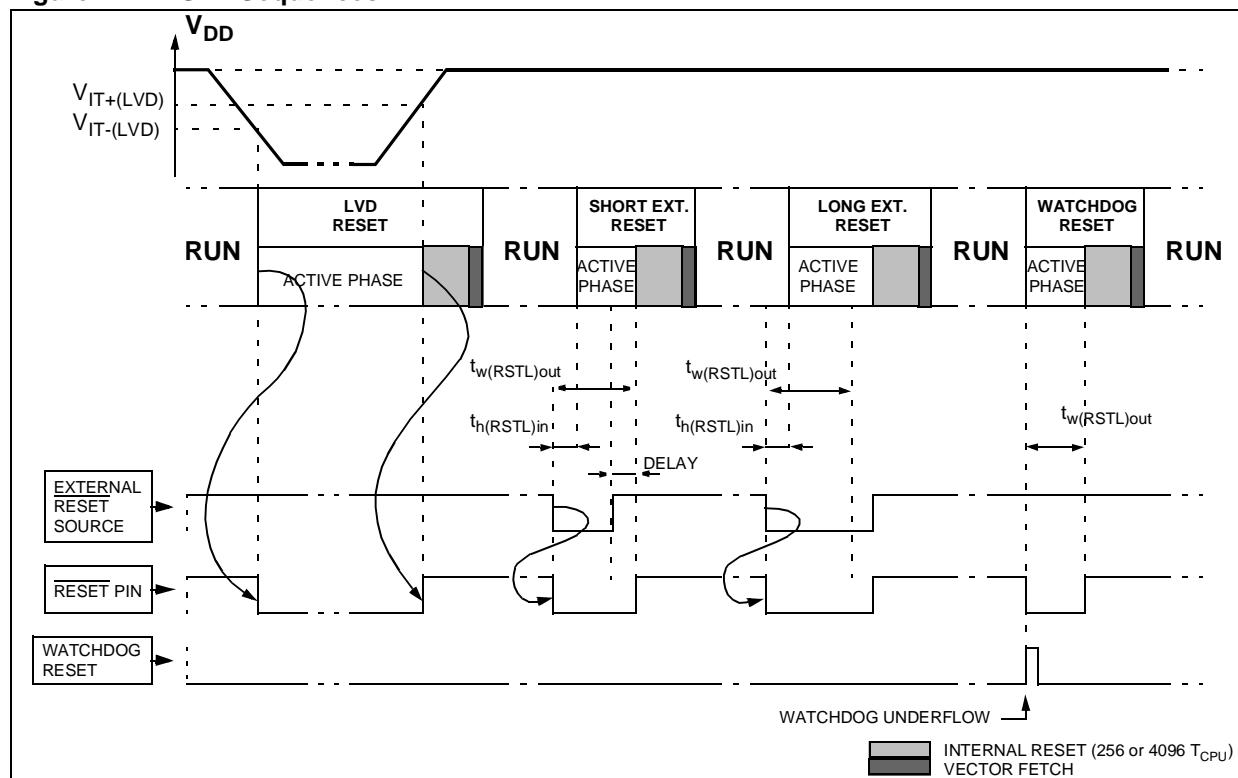 V_DD
V_IT+(LVD)
V_IT-(LVD)
LVD
RESET
SHORT EXT.
RESET
LONG EXT.
RESET
WATCHDOG
RESET
RUN
RUN
RUN
RUN
RUN
ACTIVE PHASE
ACTIVE
PHASE
ACTIVE
PHASE
ACTIVE
PHASE
t_w(RSTL)out
t_w(RSTL)out
t_h(RSTL)in
t_h(RSTL)in
t_w(RSTL)out
DELAY
EXTERNAL
RESET
SOURCE
RESET PIN
WATCHDOG
RESET
WATCHDOG UNDERFLOW
INTERNAL RESET (256 or 4096 T_CPU)
VECTOR FETCH